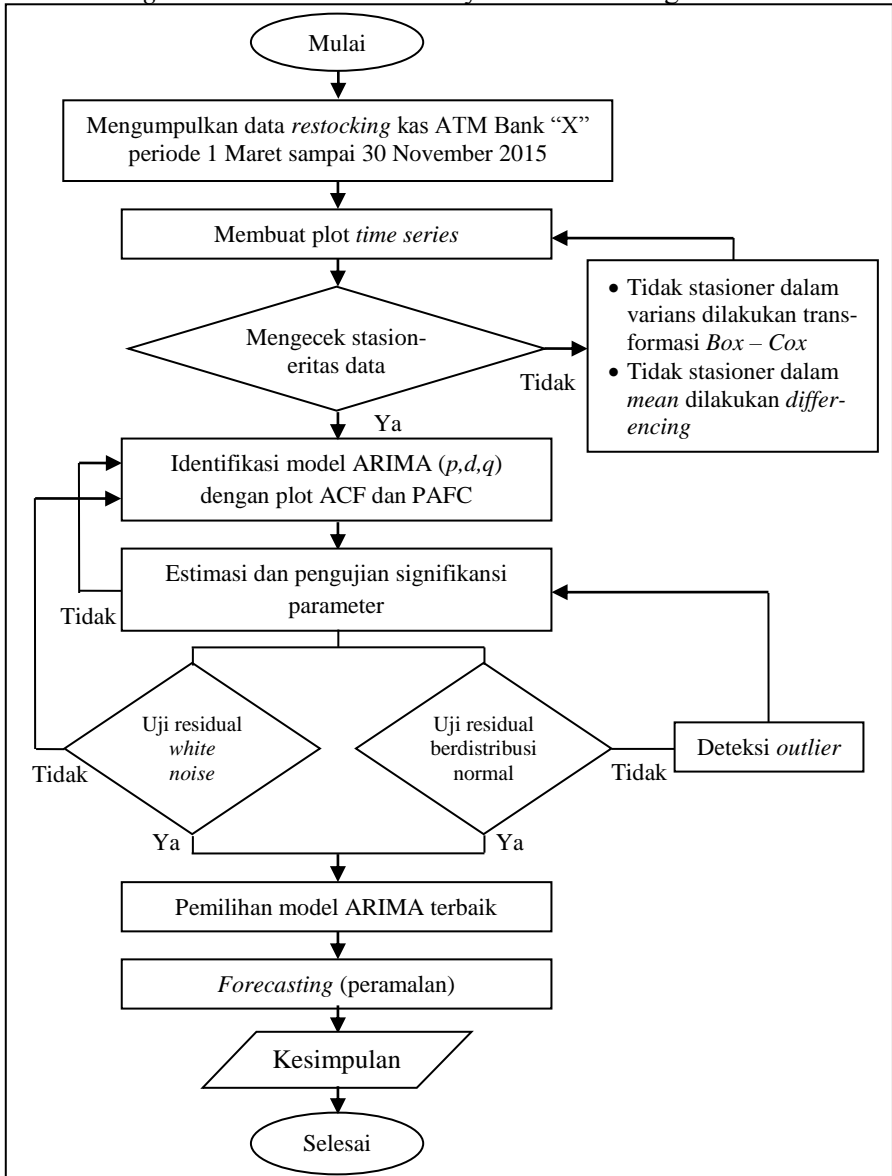 Mulai
Mengumpulkan data restocking kas ATM Bank “X”
periode 1 Maret sampai 30 November 2015
Membuat plot time series
• Tidak stasioner dalam
varians dilakukan trans-
formasi Box – Cox
• Tidak stasioner dalam
mean dilakukan differ-
encing
Mengecek stasion-
eritas data
Tidak
Ya
Identifikasi model ARIMA (p,d,q)
dengan plot ACF dan PAFC
Estimasi dan pengujian signifikansi
parameter
Tidak
Uji residual
white
noise
Tidak
Ya
Uji residual
berdistribusi
normal
Tidak
Ya
Deteksi outlier
Pemilihan model ARIMA terbaik
Forecasting (peramalan)
Kesimpulan
Selesai